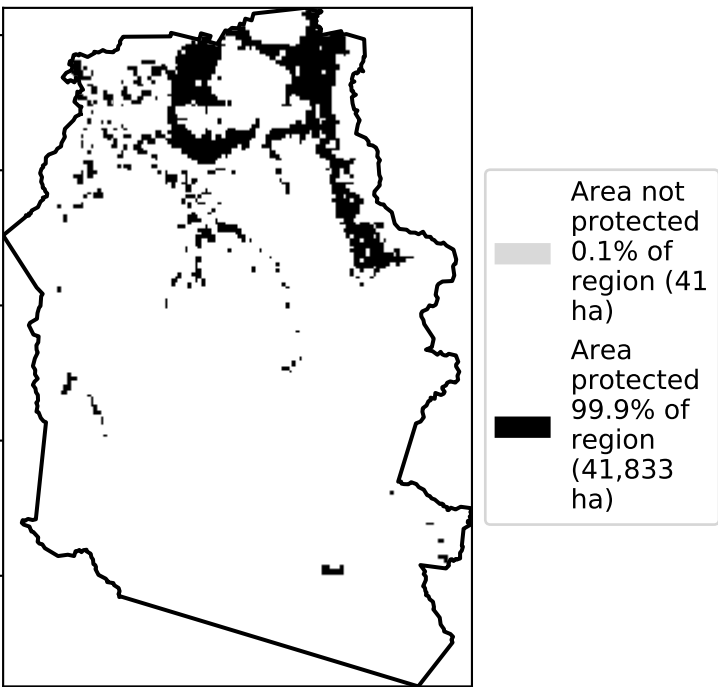 Area not
protected
0.1% of
region (41
ha)
Area
protected
99.9% of
region
(41,833
ha)